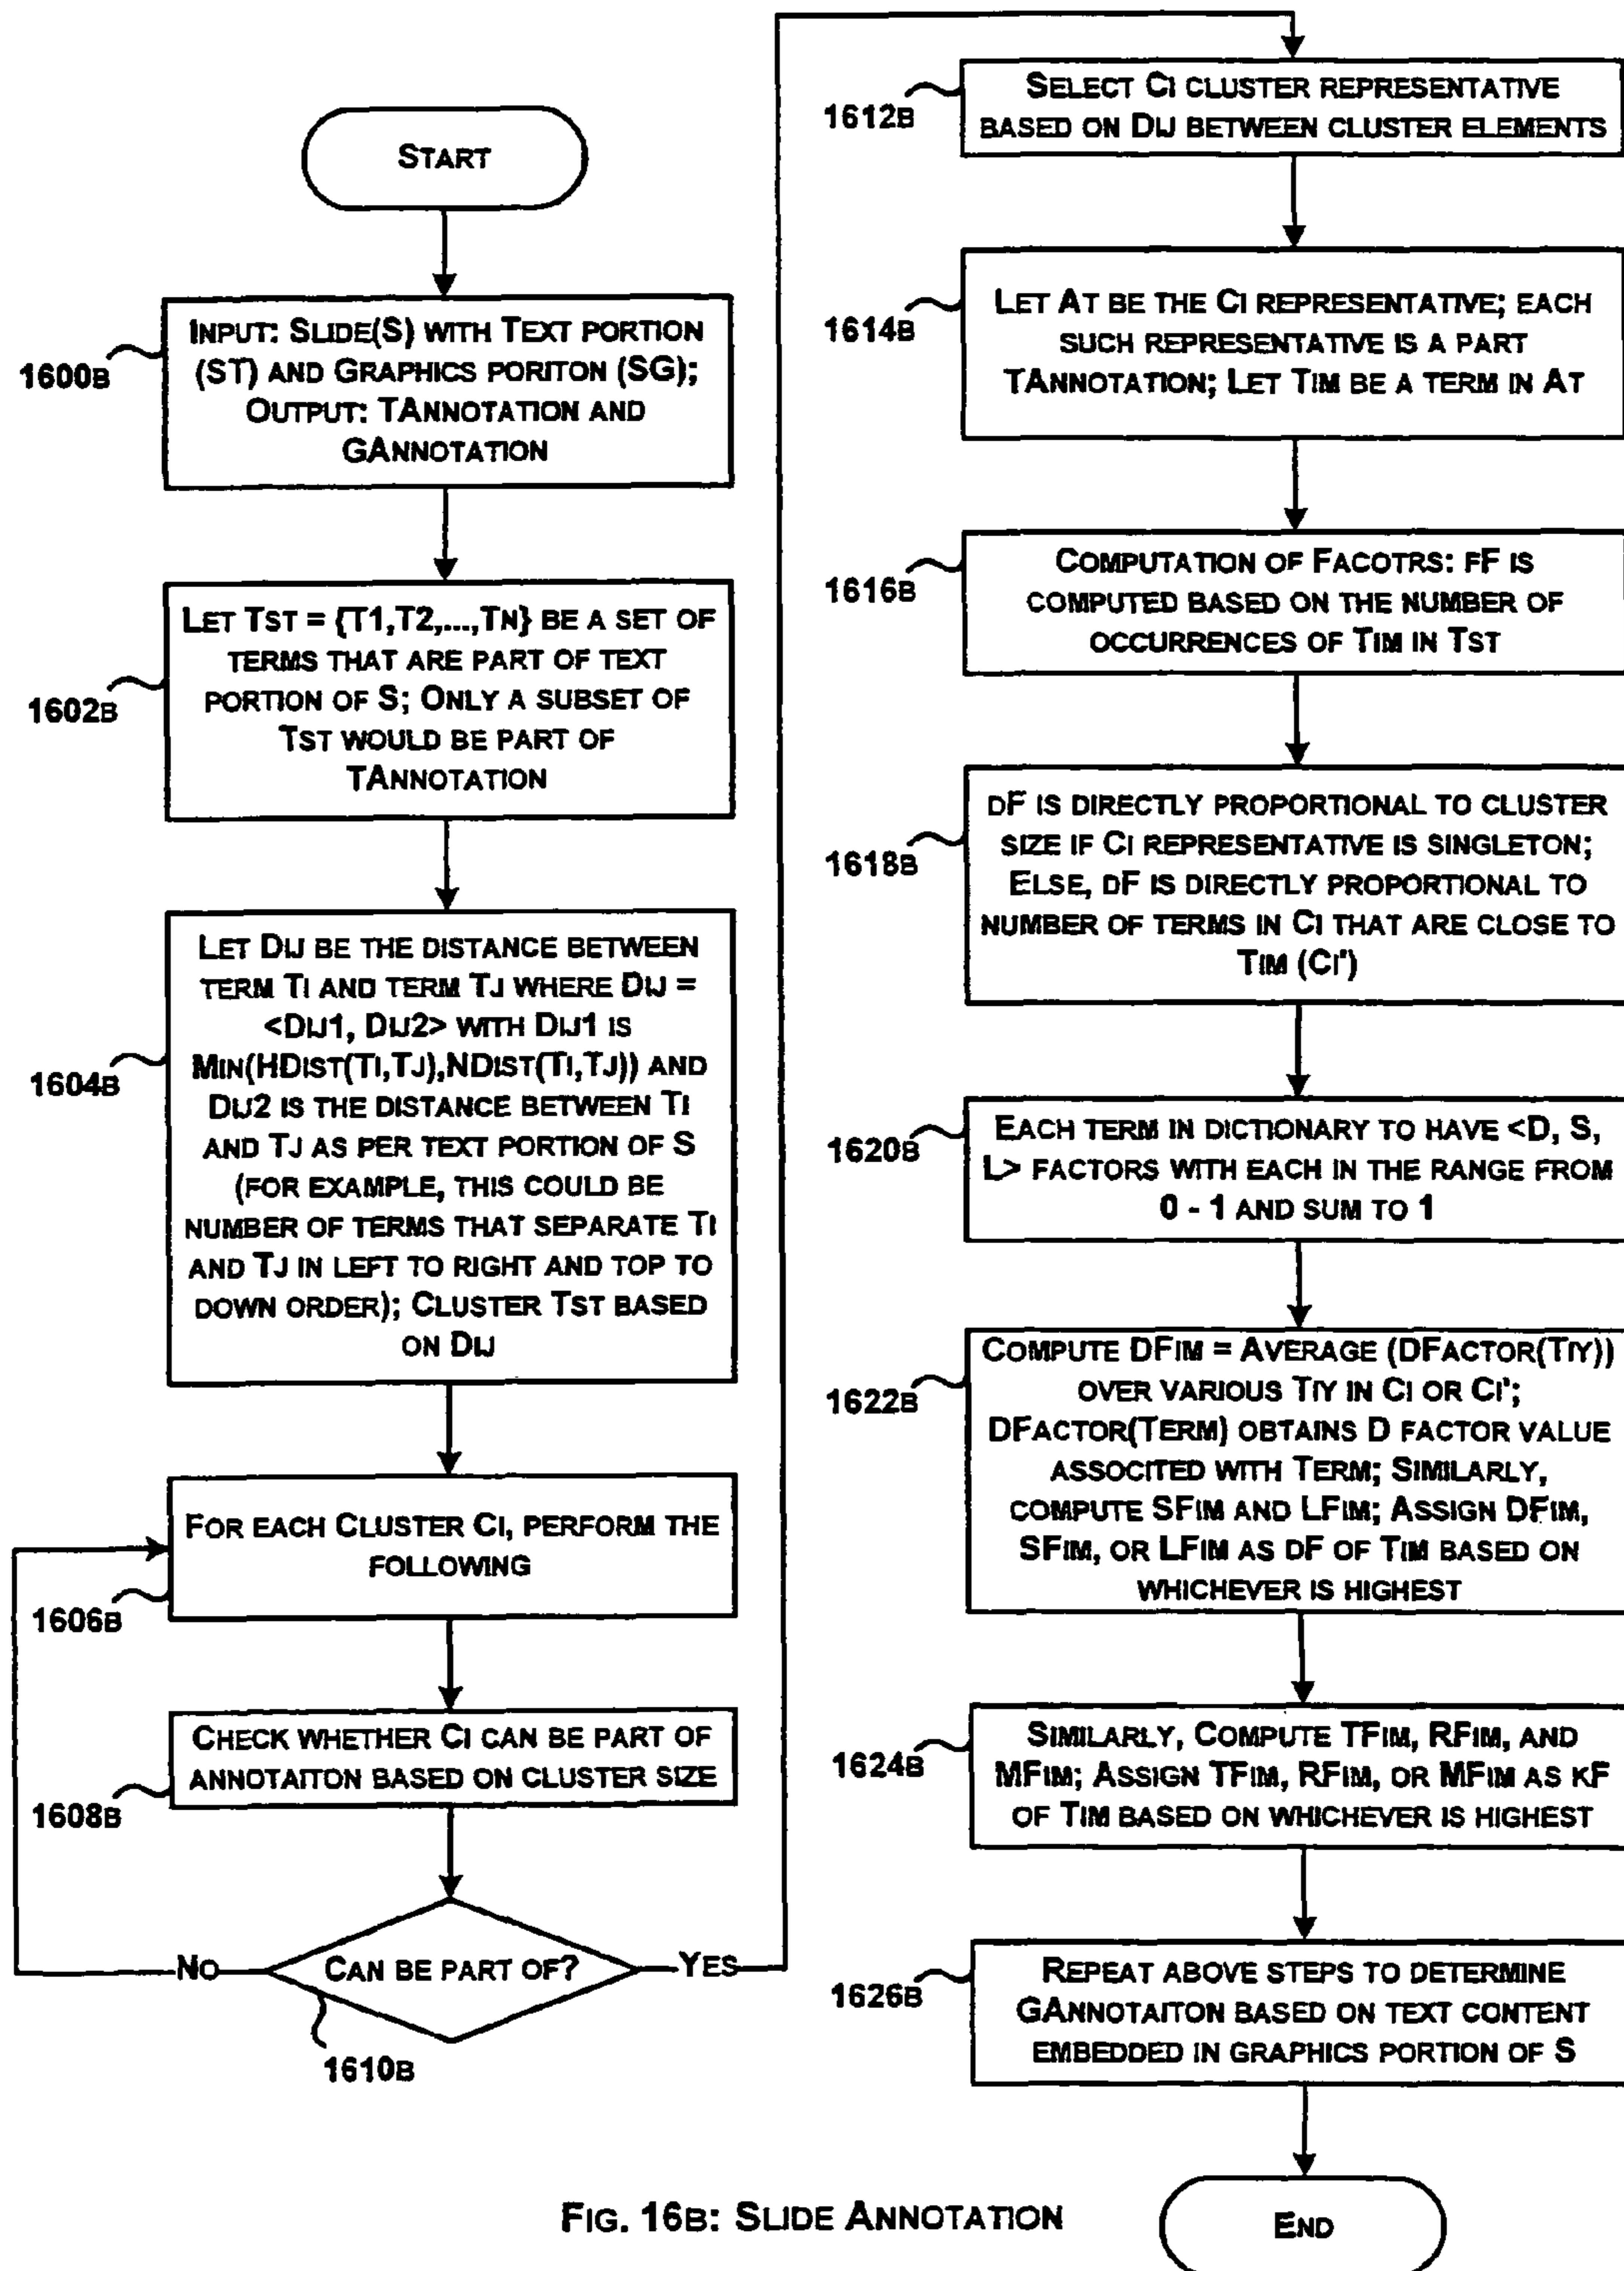 START
1600B
INPUT: SLIDE(S) WITH TEXT PORTION
(ST) AND GRAPHICS PORITON (SG);
OUTPUT: TANNOTATION AND
GANNOTATION
1602B
LET TST = {T1,T2,...,TN} BE A SET OF
TERMS THAT ARE PART OF TEXT
PORTION OF S; ONLY A SUBSET OF
TST WOULD BE PART OF
TANNOTATION
1604B
LET DIJ BE THE DISTANCE BETWEEN
TERM TI AND TERM TJ WHERE DIJ =
<DIJ1, DIJ2> WITH DIJ1 IS
MIN(HDIST(TI,TJ),NDIST(TI,TJ)) AND
DIJ2 IS THE DISTANCE BETWEEN TI
AND TJ AS PER TEXT PORTION OF S
(FOR EXAMPLE, THIS COULD BE
NUMBER OF TERMS THAT SEPARATE TI
AND TJ IN LEFT TO RIGHT AND TOP TO
DOWN ORDER); CLUSTER TST BASED
ON DIJ
1606B
FOR EACH CLUSTER CI, PERFORM THE
FOLLOWING
1608B
CHECK WHETHER CI CAN BE PART OF
ANNOTAITON BASED ON CLUSTER SIZE
NO
CAN BE PART OF?
YES
1610B
1612B
SELECT CI CLUSTER REPRESENTATIVE
BASED ON DIJ BETWEEN CLUSTER ELEMENTS
1614B
LET AT BE THE CI REPRESENTATIVE; EACH
SUCH REPRESENTATIVE IS A PART
TANNOTATION; LET TIM BE A TERM IN AT
1616B
COMPUTATION OF FACOTRS: FF IS
COMPUTED BASED ON THE NUMBER OF
OCCURRENCES OF TIM IN TST
1618B
DF IS DIRECTLY PROPORTIONAL TO CLUSTER
SIZE IF CI REPRESENTATIVE IS SINGLETON;
ELSE, DF IS DIRECTLY PROPORTIONAL TO
NUMBER OF TERMS IN CI THAT ARE CLOSE TO
TIM (CI')
1620B
EACH TERM IN DICTIONARY TO HAVE <D, S,
L> FACTORS WITH EACH IN THE RANGE FROM
0 - 1 AND SUM TO 1
1622B
COMPUTE DFIM = AVERAGE (DFACTOR(TIY))
OVER VARIOUS TIY IN CI OR CI';
DFACTOR(TERM) OBTAINS D FACTOR VALUE
ASSOCITED WITH TERM; SIMILARLY,
COMPUTE SFIM AND LFIM; ASSIGN DFIM,
SFIM, OR LFIM AS DF OF TIM BASED ON
WHICHEVER IS HIGHEST
1624B
SIMILARLY, COMPUTE TFIM, RFIM, AND
MFIM; ASSIGN TFIM, RFIM, OR MFIM AS KF
OF TIM BASED ON WHICHEVER IS HIGHEST
1626B
REPEAT ABOVE STEPS TO DETERMINE
GANNOTAITON BASED ON TEXT CONTENT
EMBEDDED IN GRAPHICS PORTION OF S
END
FIG. 16B: SLIDE ANNOTATION